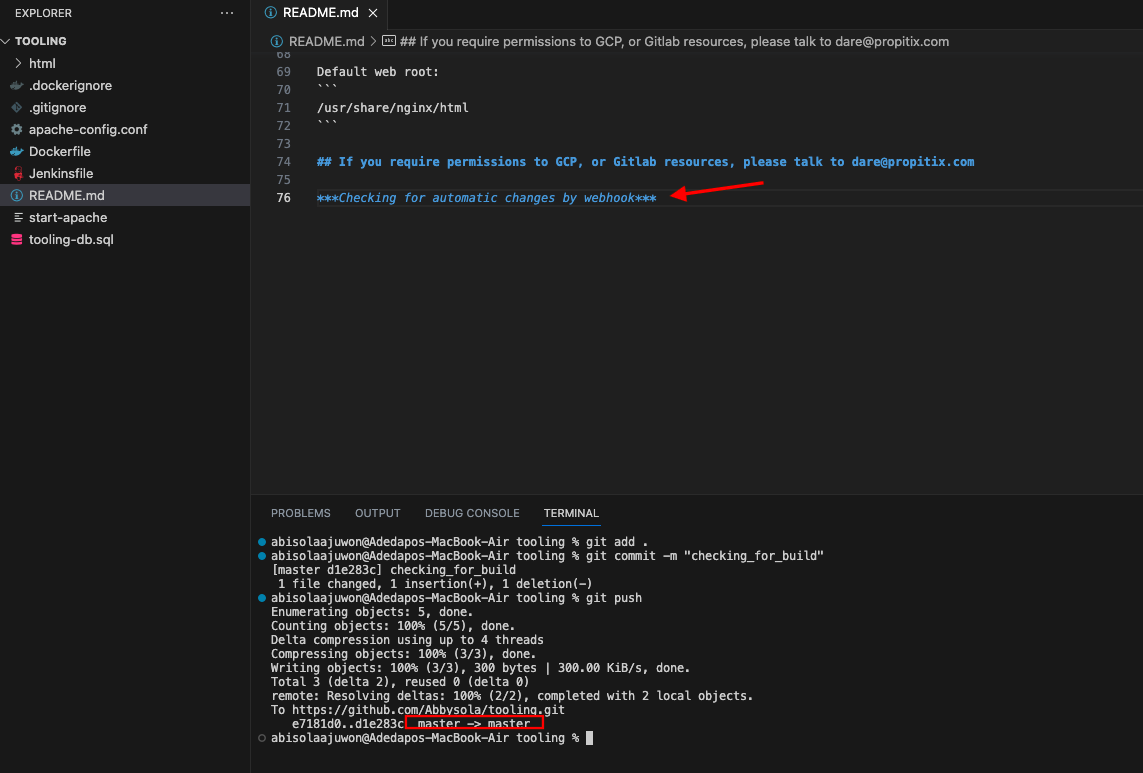 EXPLORER
···
TOOLING
html
.dockerignore
.gitignore
apache-config.conf
Dockerfile
Jenkinsfile
README.md
start-apache
tooling-db.sql
README.md
README.md > ## If you require permissions to GCP, or Gitlab resources, please talk to dare@propitix.com
68
69 Default web root:
70 ```
71 /usr/share/nginx/html
72 ```
73
74 ## If you require permissions to GCP, or Gitlab resources, please talk to dare@propitix.com
75
76 ***Checking for automatic changes by webhook***
PROBLEMS OUTPUT DEBUG CONSOLE TERMINAL
abisolaajuwon@Adedapos-MacBook-Air tooling % git add .
abisolaajuwon@Adedapos-MacBook-Air tooling % git commit -m "checking_for_build"
[master d1e283c] checking_for_build
1 file changed, 1 insertion(+), 1 deletion(-)
abisolaajuwon@Adedapos-MacBook-Air tooling % git push
Enumerating objects: 5, done.
Counting objects: 100% (5/5), done.
Delta compression using up to 4 threads
Compressing objects: 100% (3/3), done.
Writing objects: 100% (3/3), 300 bytes | 300.00 KiB/s, done.
Total 3 (delta 2), reused 0 (delta 0)
remote: Resolving deltas: 100% (2/2), completed with 2 local objects.
To https://github.com/Abbysola/tooling.git
e7181d0..d1e283c master -> master
abisolaajuwon@Adedapos-MacBook-Air tooling %